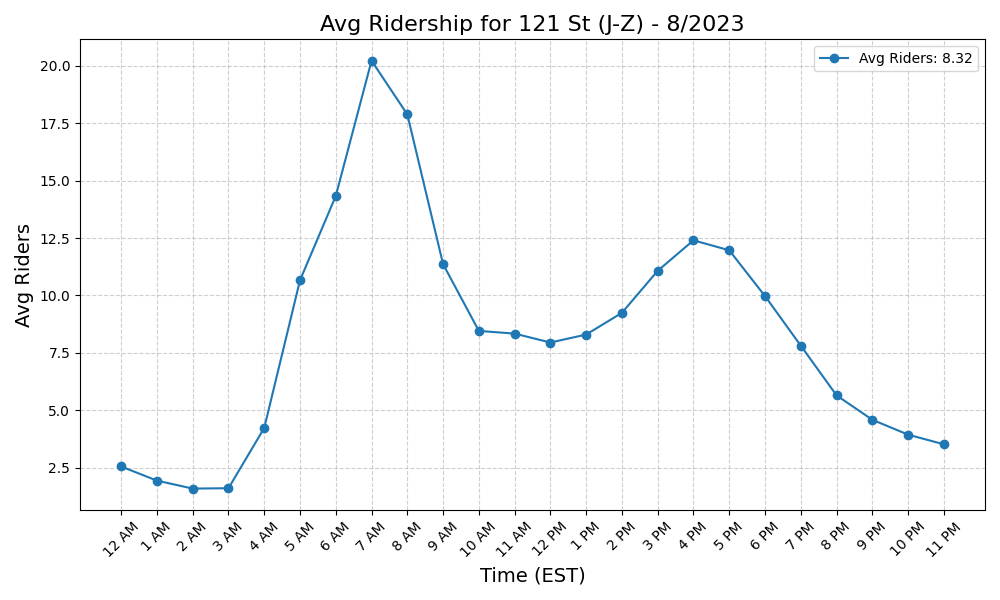 Avg Ridership for 121 St (J-Z) - 8/2023
Avg Riders: 8.32
Avg Riders
20.0
17.5
15.0
12.5
10.0
7.5
5.0
2.5
12 AM
1 AM
2 AM
3 AM
4 AM
5 AM
6 AM
7 AM
8 AM
9 AM
10 AM
11 AM
12 PM
1 PM
2 PM
3 PM
4 PM
5 PM
6 PM
7 PM
8 PM
9 PM
10 PM
11 PM
Time (EST)